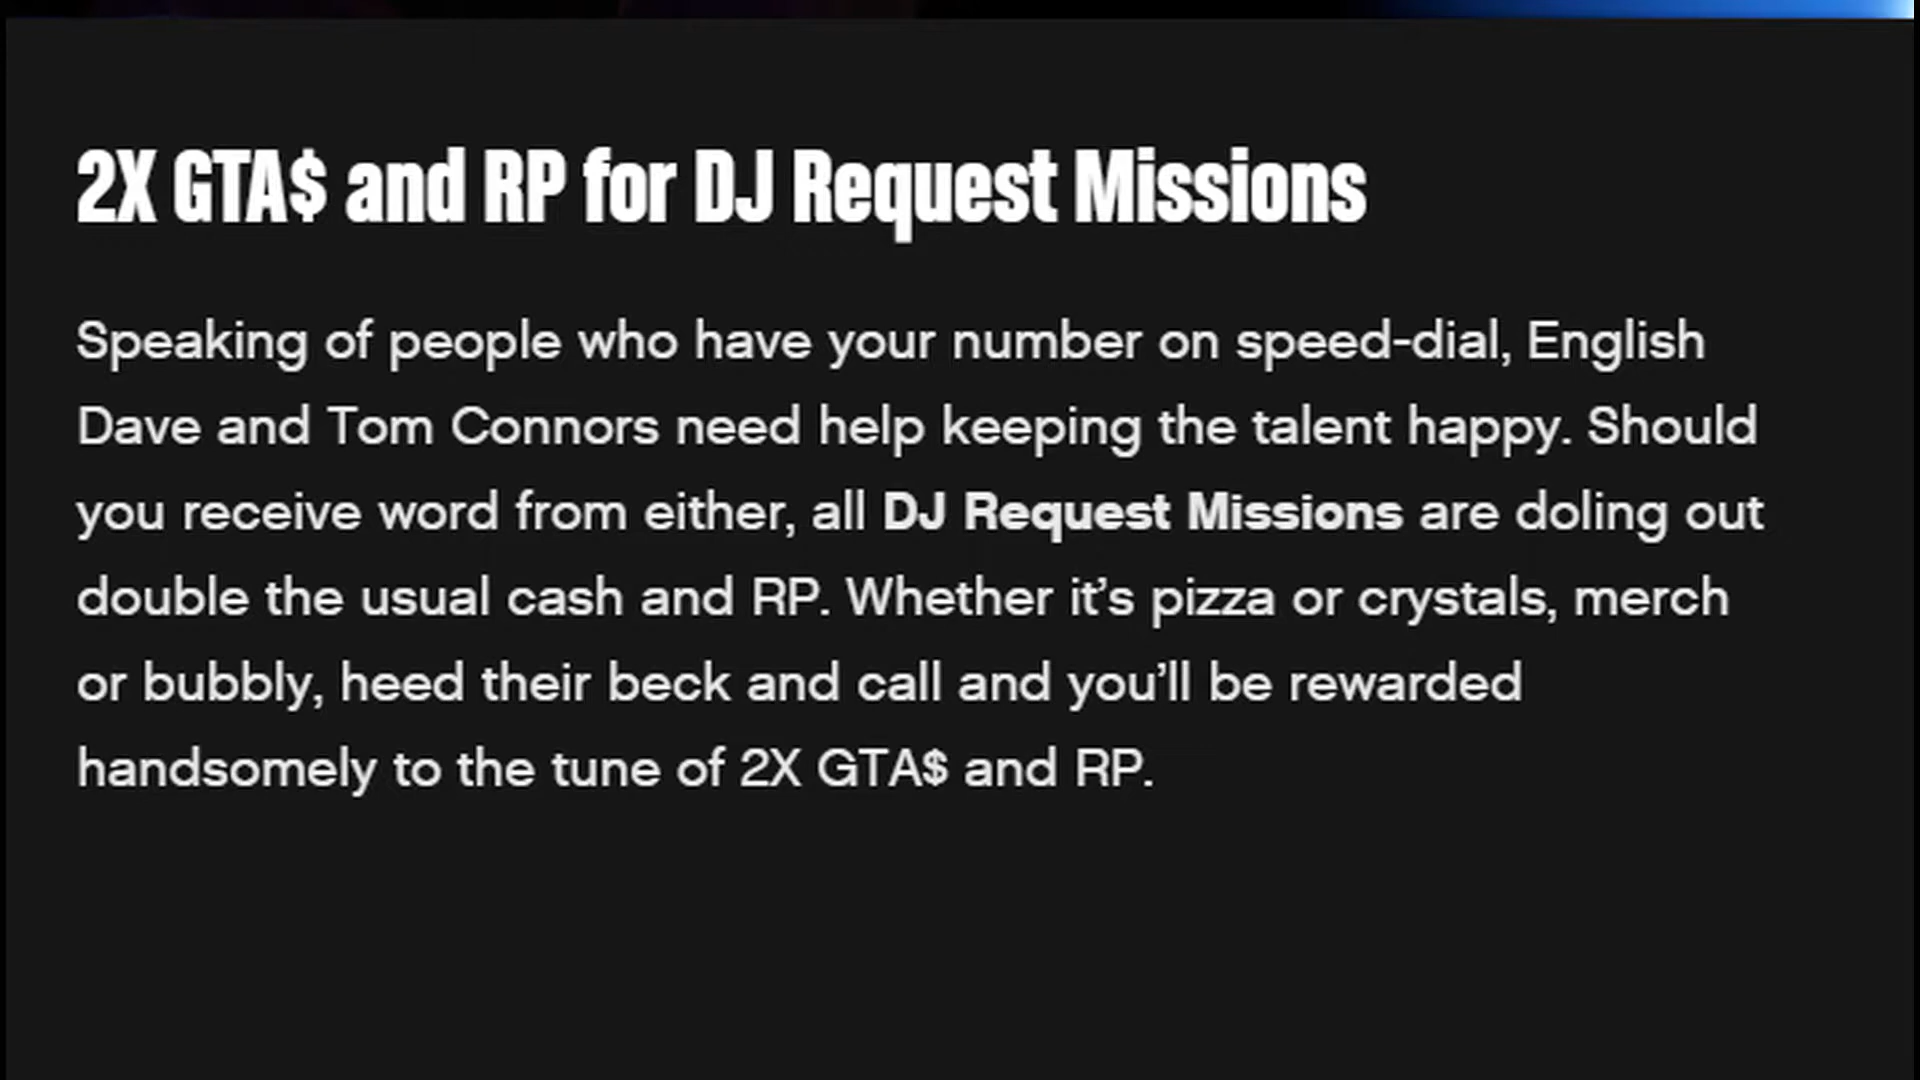 2X GTA$ and RP for DJ Request Missions
Speaking of people who have your number on speed-dial, English
Dave and Tom Connors need help keeping the talent happy. Should
you receive word from either, all DJ Request Missions are doling out
double the usual cash and RP. Whether it’s pizza or crystals, merch
or bubbly, heed their beck and call and you’ll be rewarded
handsomely to the tune of 2X GTA$ and RP.